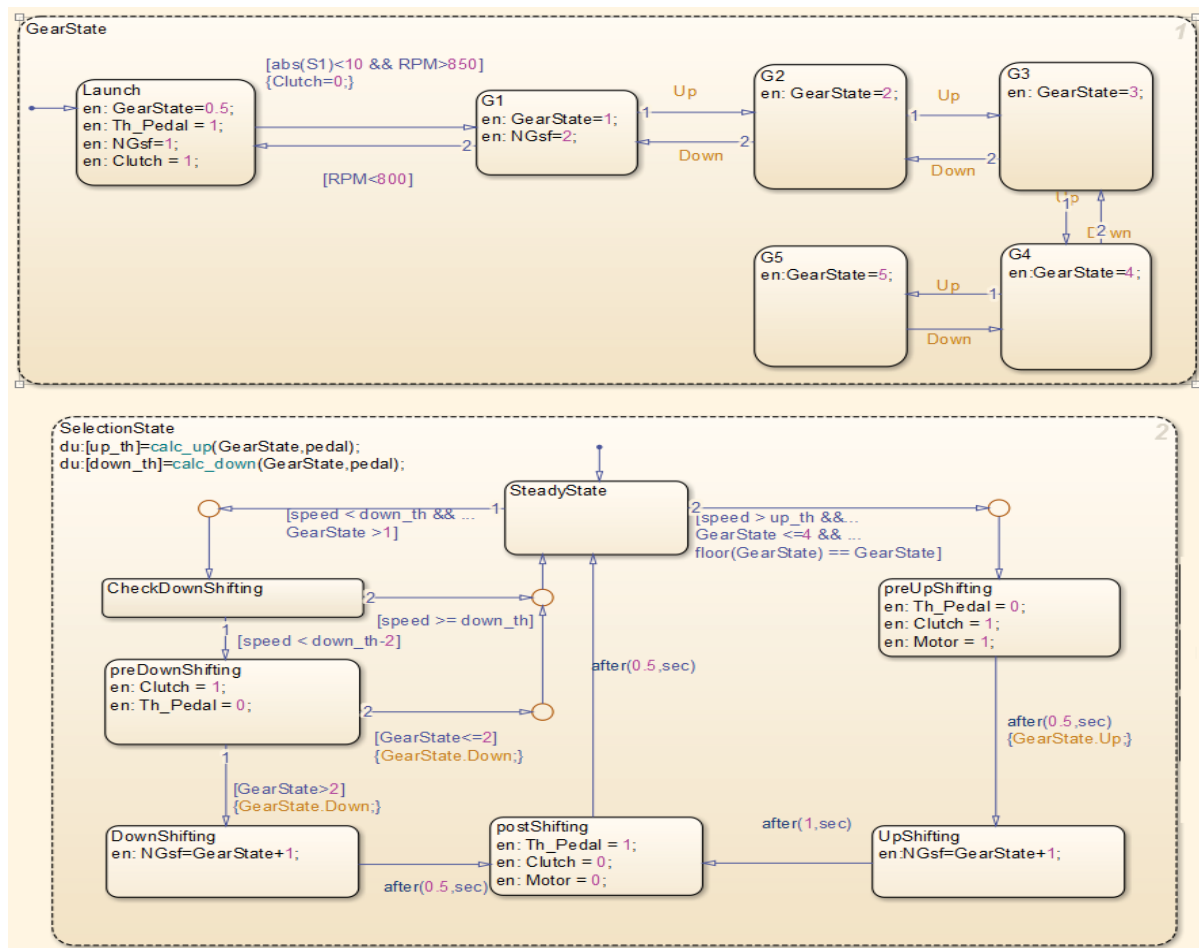 GearState
1
[abs(S1)<10 && RPM>850]
{Clutch=0;}
Launch
en: GearState=0.5;
en: Th_Pedal = 1;
en: NGsf=1;
en: Clutch = 1;
2
[RPM<800]
G1
en: GearState=1;
en: NGsf=2;
1
Up
2
Down
G2
en: GearState=2;
1
Up
2
Down
G3
en: GearState=3;
Up
1
2
Down
G4
en:GearState=4;
1
Up
Down
G5
en:GearState=5;
SelectionState
2
du:[up_th]=calc_up(GearState,pedal);
du:[down_th]=calc_down(GearState,pedal);
SteadyState
1
[speed < down_th && ...
GearState >1]
2
[speed > up_th &&...
GearState <=4 && ...
floor(GearState) == GearState]
CheckDownShifting
2
[speed >= down_th]
1
[speed < down_th-2]
preUpShifting
en: Th_Pedal = 0;
en: Clutch = 1;
en: Motor = 1;
preDownShifting
en: Clutch = 1;
en: Th_Pedal = 0;
2
after(0.5,sec)
[GearState<=2]
{GearState.Down;}
1
[GearState>2]
{GearState.Down;}
after(0.5,sec)
{GearState.Up;}
DownShifting
en: NGsf=GearState+1;
after(0.5,sec)
postShifting
en: Th_Pedal = 1;
en: Clutch = 0;
en: Motor = 0;
after(1,sec)
UpShifting
en:NGsf=GearState+1;